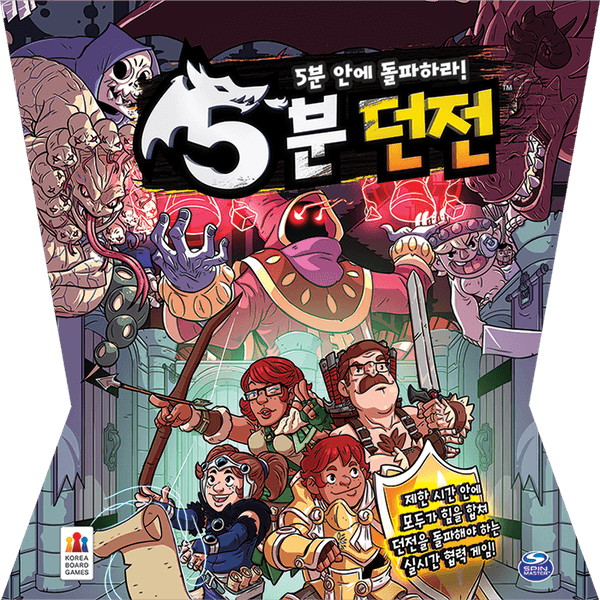 5분 안에 돌파하라!
5분 던전™
제한 시간 안에
모두가 힘을 합쳐
던전을 돌파해야 하는
실시간 협력 게임!
KOREA
BOARD
GAMES
SPIN
MASTER